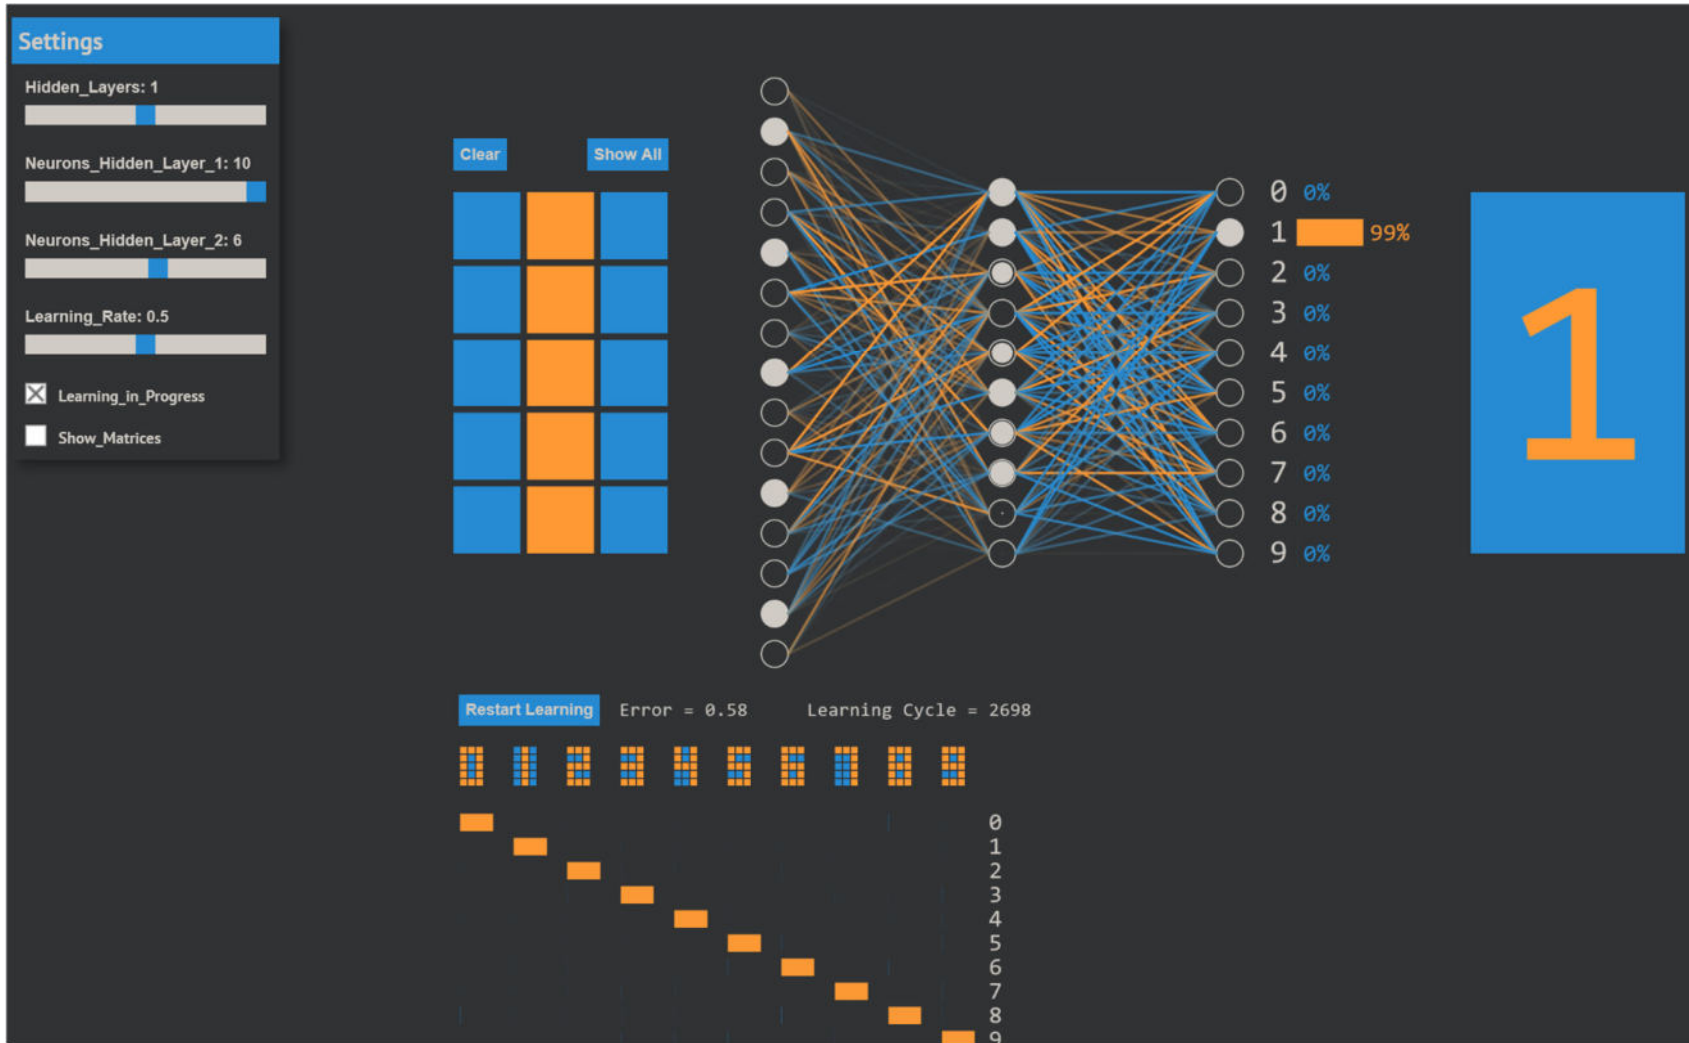 Settings
Hidden_Layers: 1
Neurons_Hidden_Layer_1: 10
Neurons_Hidden_Layer_2: 6
Learning_Rate: 0.5
Learning_in_Progress
Show_Matrices
Clear
Show All
0 0%
1 99%
2 0%
3 0%
4 0%
5 0%
6 0%
7 0%
8 0%
9 0%
1
Restart Learning Error = 0.58 Learning Cycle = 2698
0
1
2
3
4
5
6
7
8
9